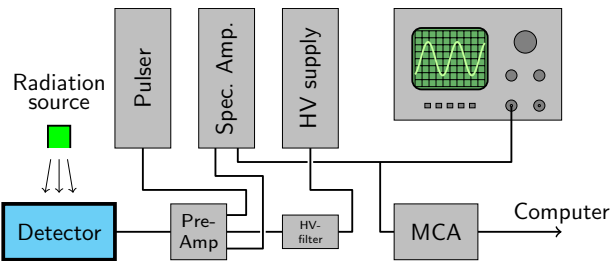 Radiation
source
Pulser
Spec. Amp.
HV supply
Detector
Pre-
Amp
HV-
filter
MCA
Computer